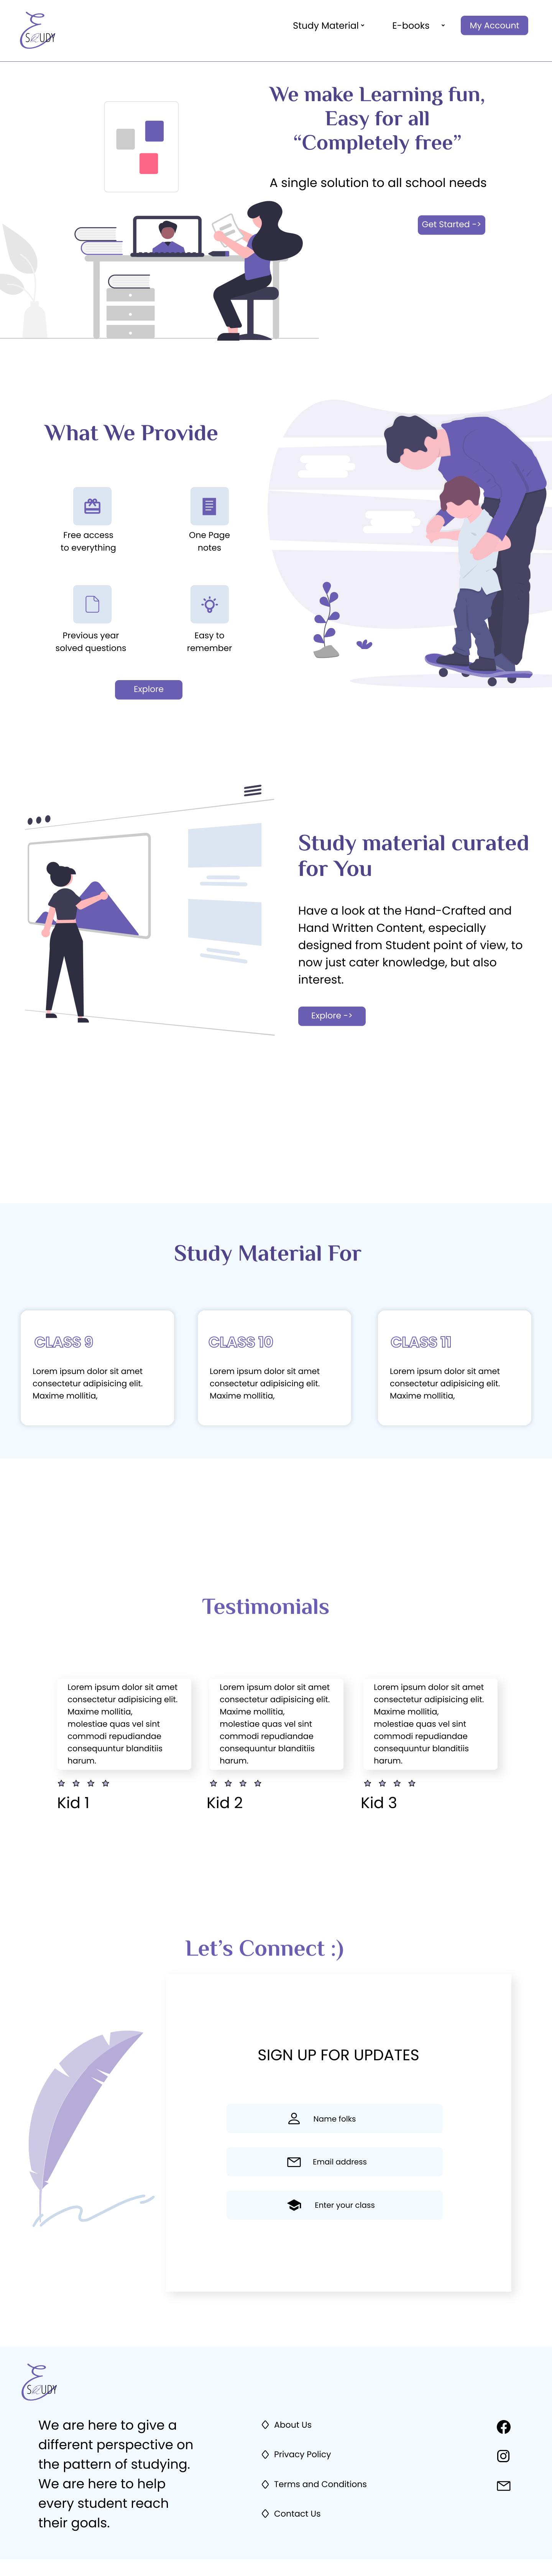 SEUDY
Study Material
E-books
My Account
We make Learning fun,
Easy for all
“Completely free”
A single solution to all school needs
Get Started ->
What We Provide
Free access
to everything
One Page
notes
Previous year
solved questions
Easy to
remember
Explore
Study material curated
for You
Have a look at the Hand-Crafted and
Hand Written Content, especially
designed from Student point of view, to
now just cater knowledge, but also
interest.
Explore ->
Study Material For
CLASS 9
Lorem ipsum dolor sit amet
consectetur adipisicing elit.
Maxime mollitia,
CLASS 10
Lorem ipsum dolor sit amet
consectetur adipisicing elit.
Maxime mollitia,
CLASS 11
Lorem ipsum dolor sit amet
consectetur adipisicing elit.
Maxime mollitia,
Testimonials
Lorem ipsum dolor sit amet
consectetur adipisicing elit.
Maxime mollitia,
molestiae quas vel sint
commodi repudiandae
consequuntur blanditiis
harum.
Kid 1
Lorem ipsum dolor sit amet
consectetur adipisicing elit.
Maxime mollitia,
molestiae quas vel sint
commodi repudiandae
consequuntur blanditiis
harum.
Kid 2
Lorem ipsum dolor sit amet
consectetur adipisicing elit.
Maxime mollitia,
molestiae quas vel sint
commodi repudiandae
consequuntur blanditiis
harum.
Kid 3
Let’s Connect :)
SIGN UP FOR UPDATES
Name folks
Email address
Enter your class
We are here to give a
different perspective on
the pattern of studying.
We are here to help
every student reach
their goals.
About Us
Privacy Policy
Terms and Conditions
Contact Us